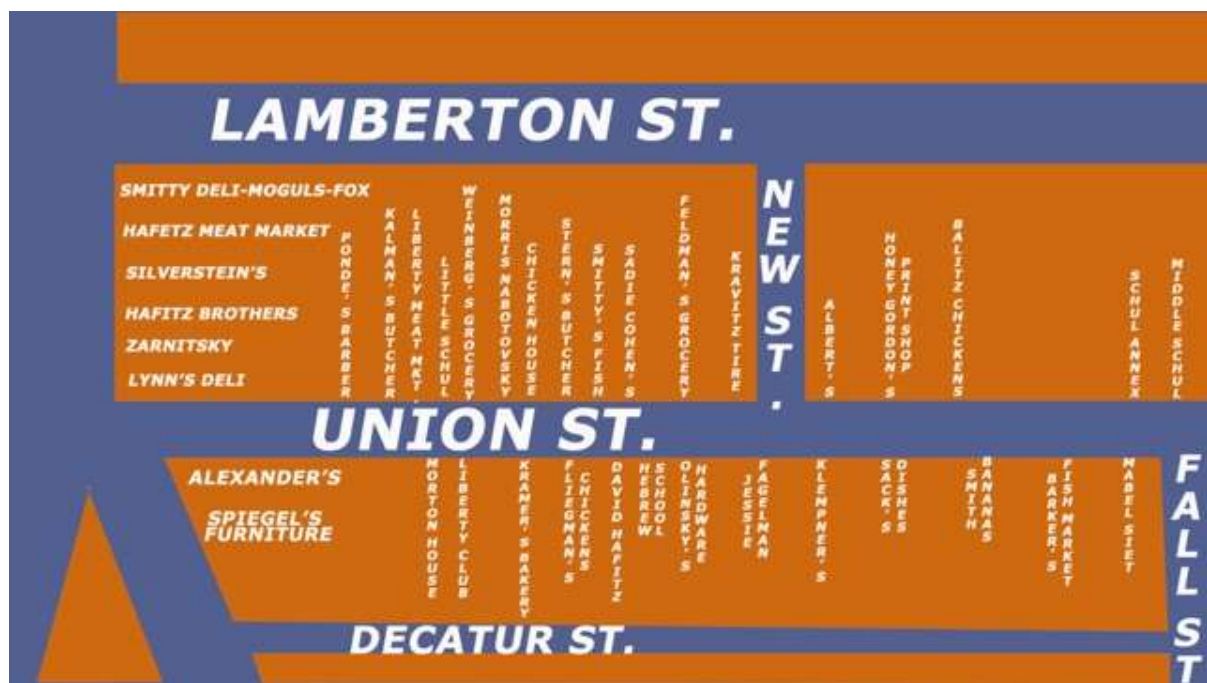 LAMBERTON ST.
SMITTY DELI-MOGULS-FOX
HAFETZ MEAT MARKET
SILVERSTEIN'S
HAFITZ BROTHERS
ZARNITSKY
LYNN'S DELI
PONDE'S BARBER
KALMAN'S BUTCHER
LIBERTY MEAT MKT.
LITTLE SCHUL
WEINBERG'S GROCERY
MORRIS NABOTOVSKY
CHICKEN HOUSE
STERN'S BUTCHER
SMITTY'S FISH
SADIE COHEN'S
FELDMAN'S GROCERY
KRAVITZ TIRE
NEW ST.
ALBERT'S
HONEY GORDON'S
PRINT SHOP
BALITZ CHICKENS
SCHUL ANNEX
MIDDLE SCHUL
UNION ST.
ALEXANDER'S
SPIEGEL'S
FURNITURE
MORTON HOUSE
LIBERTY CLUB
KRAMER'S BAKERY
FLIEGMAN'S
CHICKENS
DAVID HAFITZ
HEBREW
SCHOOL
OLINSKY'S
HARDWARE
JESSIE
FAGELMAN
KLEMPNER'S
SACK'S
DISHES
SMITH
BANANAS
BARKER'S
FISH MARKET
MABEL SIET
FALL ST
DECATUR ST.